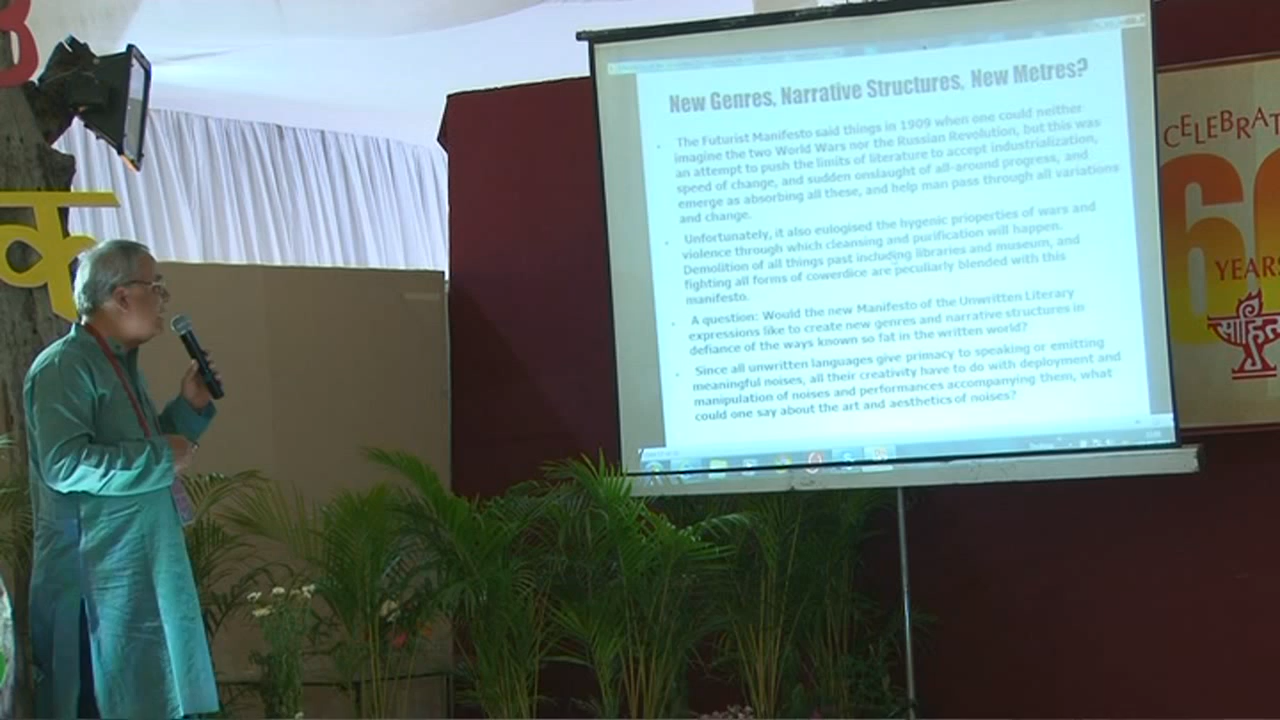 New Genres, Narrative Structures, New Metres?
The Futurist Manifesto said things in 1909 when one could neither
imagine the two World Wars nor the Russian Revolution, but this was
an attempt to push the limits of literature to accept industrialization,
speed of change, and sudden onslaught of all-around progress, and
emerge as absorbing all these, and help man pass through all variations
and change.
Unfortunately, it also eulogised the hygenic prioperties of wars and
violence through which cleansing and purification will happen.
Demolition of all things past including libraries and museum, and
fighting all forms of cowerdice are peculiarly blended with this
manifesto.
A question: Would the new Manifesto of the Unwritten Literary
expressions like to create new genres and narrative structures in
defiance of the ways known so fat in the written world?
Since all unwritten languages give primacy to speaking or emitting
meaningful noises, all their creativity have to do with deployment and
manipulation of noises and performances accompanying them, what
could one say about the art and aesthetics of noises?
CELEBRAT
60
YEARS
साहित
क